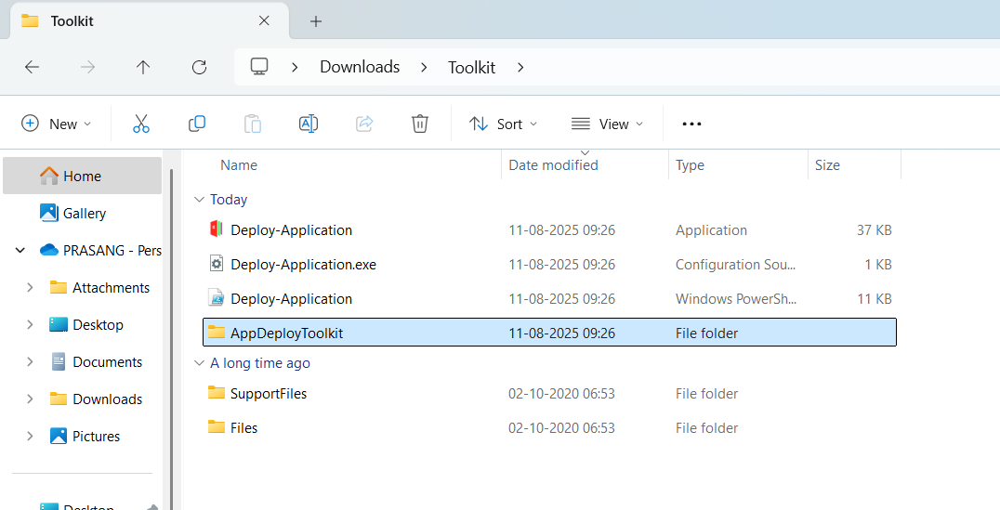 Toolkit
Downloads Toolkit
New Sort View
Name Date modified Type Size
Home
Gallery
PRASANG - Pers
Attachments
Desktop
Documents
Downloads
Pictures
Desktop
Today
Deploy-Application 11-08-2025 09:26 Application 37 KB
Deploy-Application.exe 11-08-2025 09:26 Configuration Sou... 1 KB
Deploy-Application 11-08-2025 09:26 Windows PowerSh... 11 KB
AppDeployToolkit 11-08-2025 09:26 File folder
A long time ago
SupportFiles 02-10-2020 06:53 File folder
Files 02-10-2020 06:53 File folder